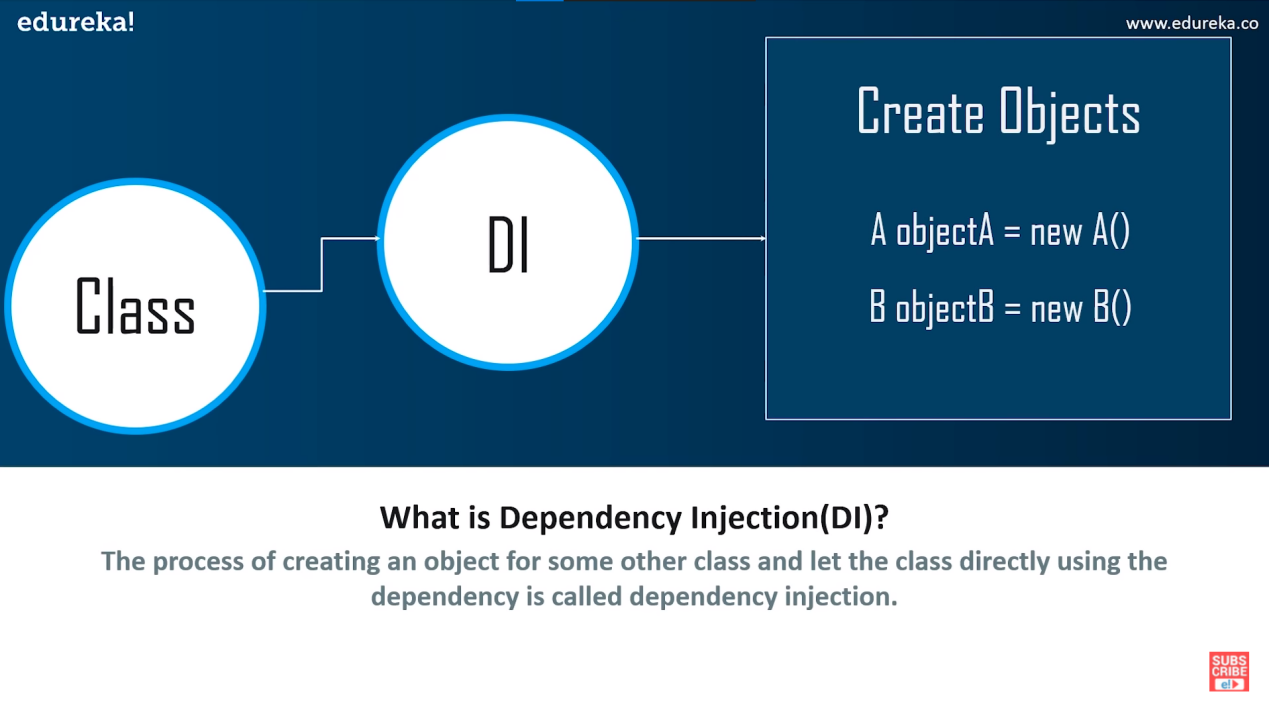 edureka!
www.edureka.co
Create Objects
A objectA = new A()
B objectB = new B()
DI
Class
What is Dependency Injection(DI)?
The process of creating an object for some other class and let the class directly using the
dependency is called dependency injection.
SUBS
CRIBE
e!